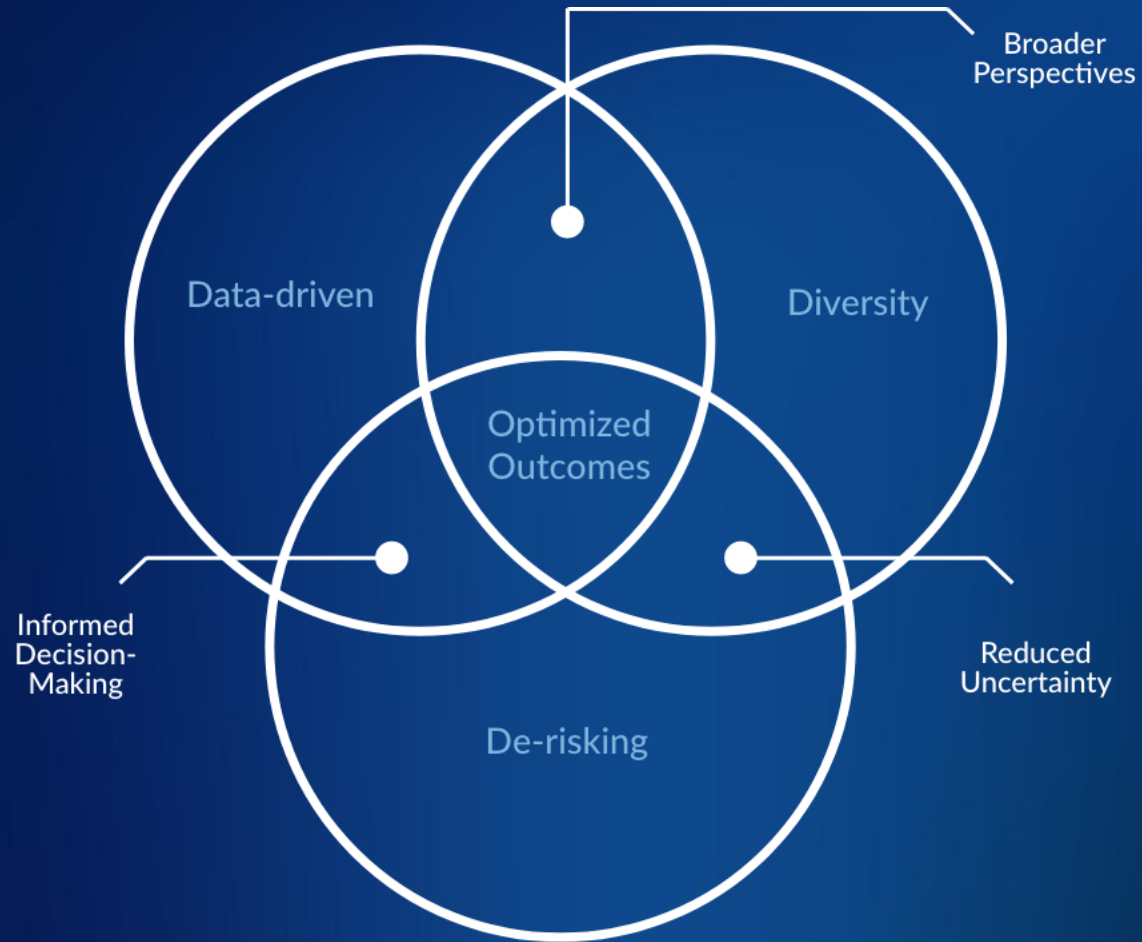 Broader
Perspectives
Data-driven
Diversity
Optimized
Outcomes
Informed
Decision-
Making
Reduced
Uncertainty
De-risking